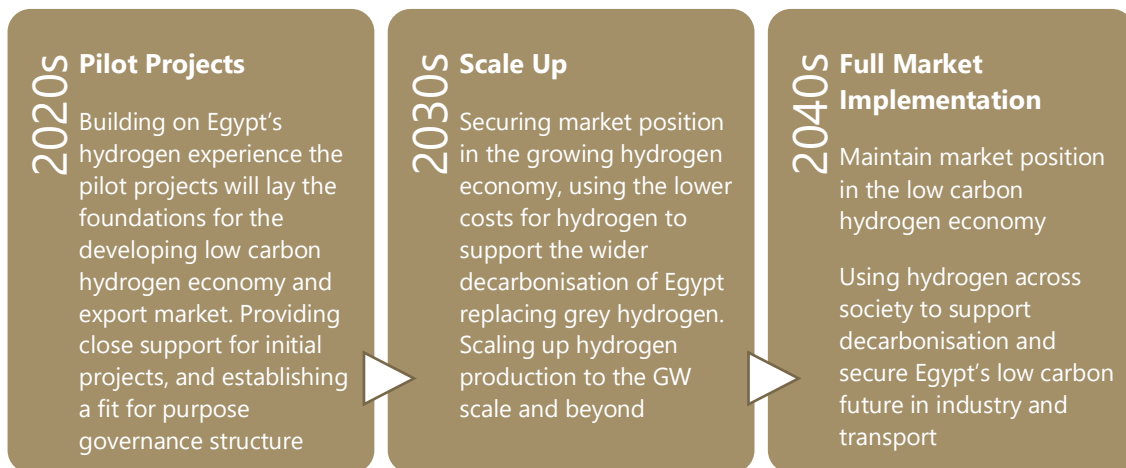 2020s
Pilot Projects
Building on Egypt's
hydrogen experience the
pilot projects will lay the
foundations for the
developing low carbon
hydrogen economy and
export market. Providing
close support for initial
projects, and establishing
a fit for purpose
governance structure
2030s
Scale Up
Securing market position
in the growing hydrogen
economy, using the lower
costs for hydrogen to
support the wider
decarbonisation of Egypt
replacing grey hydrogen.
Scaling up hydrogen
production to the GW
scale and beyond
2040s
Full Market
Implementation
Maintain market position
in the low carbon
hydrogen economy
Using hydrogen across
society to support
decarbonisation and
secure Egypt's low carbon
future in industry and
transport